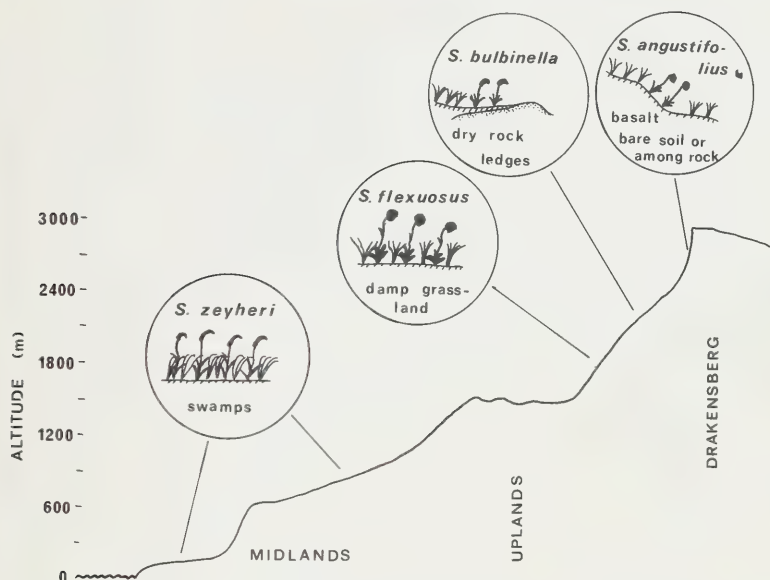 S. bulbinella
dry rock
ledges
S. angustifo-
lius
basalt
bare soil or
among rock
S. flexuosus
damp grass-
land
S. zeyheri
swamps
3000
2400
1800
1200
600
0
ALTITUDE (m)
MIDLANDS
UPLANDS
DRAKENSBERG